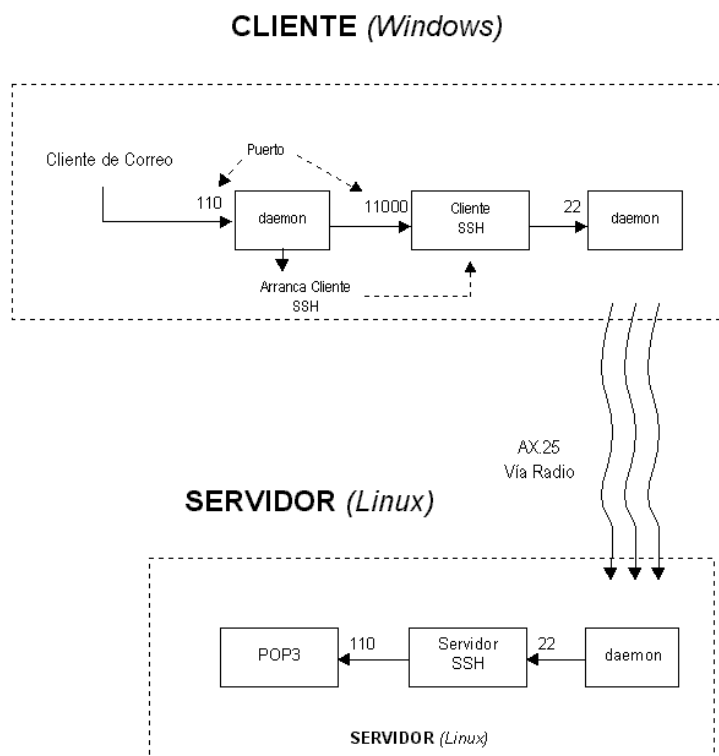 CLIENTE (Windows)
Cliente de Correo
Puerto
110
daemon
11000
Cliente
SSH
22
daemon
Arranca Cliente
SSH
AX.25
Vía Radio
SERVIDOR (Linux)
POP3
110
Servidor
SSH
22
daemon
SERVIDOR (Linux)